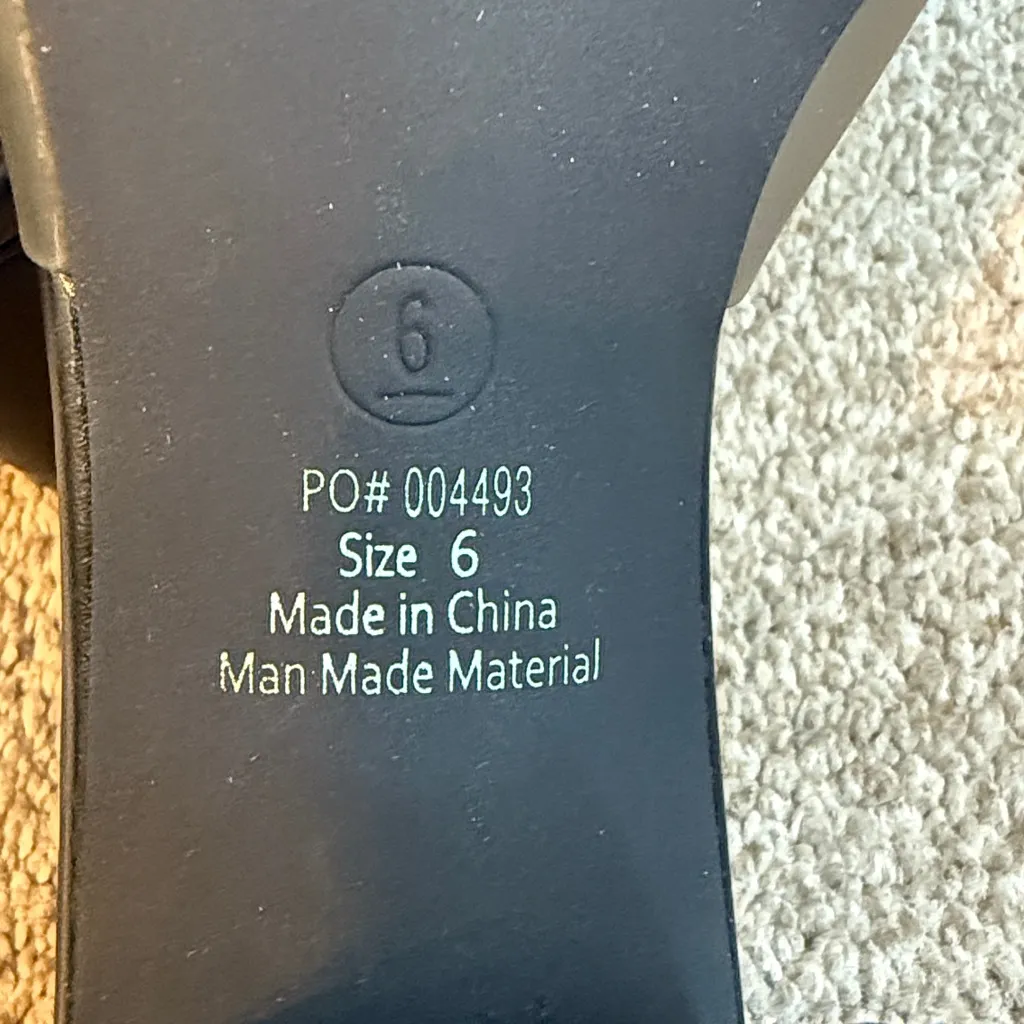 6
PO# 004493
Size 6
Made in China
Man Made Material